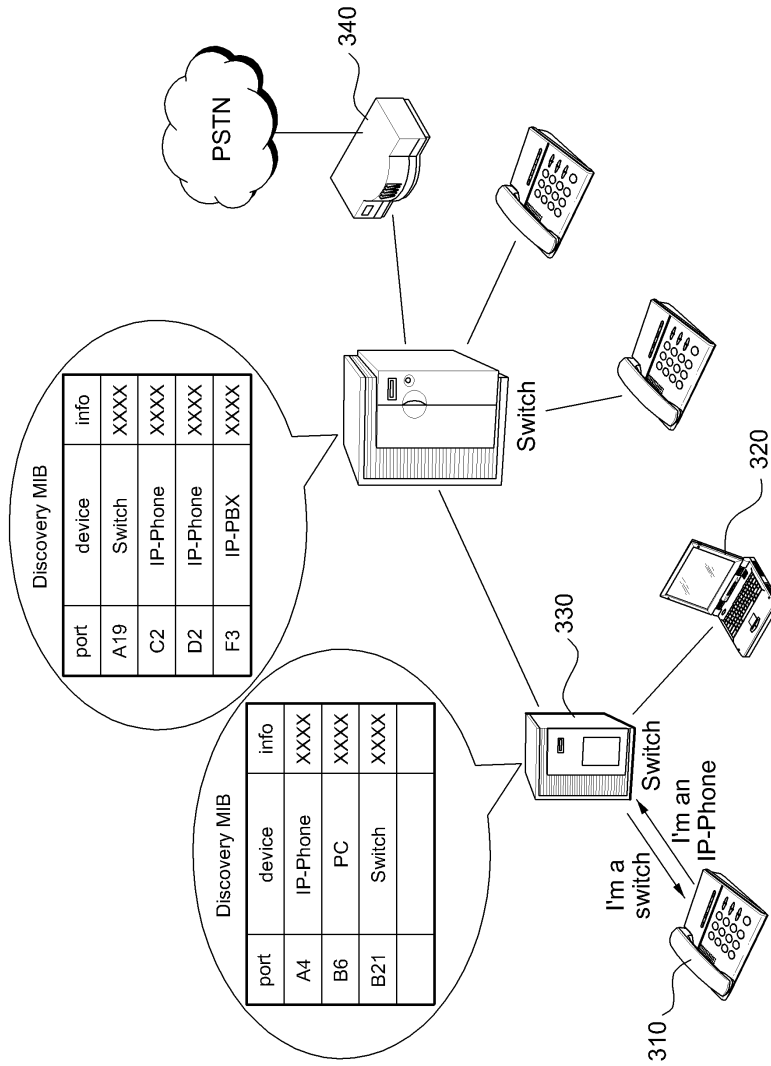 PSTN
340
Discovery MIB
port device info
A19 Switch XXXX
C2 IP-Phone XXXX
D2 IP-Phone XXXX
F3 IP-PBX XXXX
Switch
Discovery MIB
port device info
A4 IP-Phone XXXX
B6 PC XXXX
B21 Switch XXXX
330
Switch
320
I'm a
switch
I'm an
IP-Phone
310